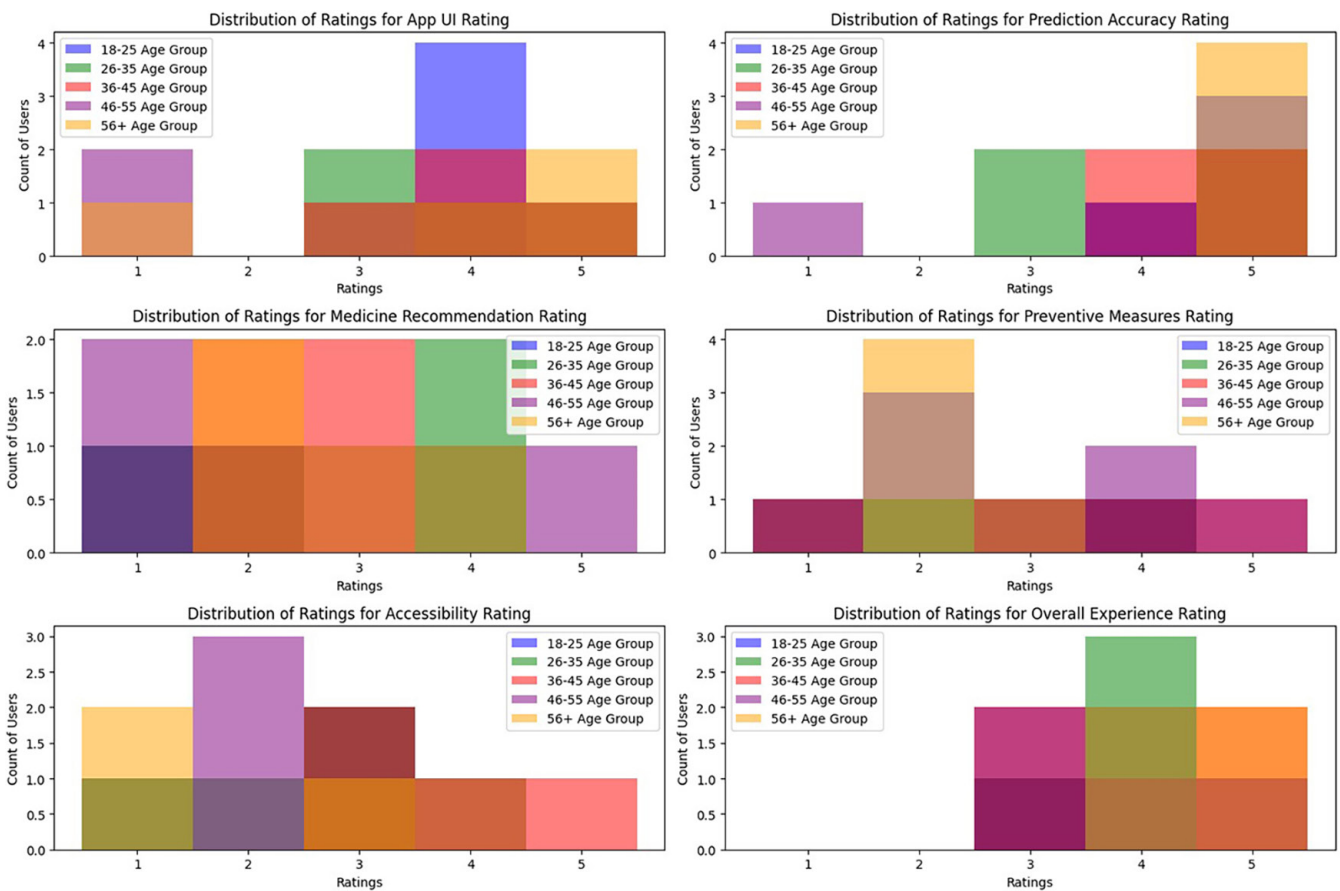 Distribution of Ratings for App UI Rating
Count of Users
4
3
2
1
0
18-25 Age Group
26-35 Age Group
36-45 Age Group
46-55 Age Group
56+ Age Group
1 2 3 4 5
Ratings
Distribution of Ratings for Prediction Accuracy Rating
Count of Users
4
3
2
1
0
18-25 Age Group
26-35 Age Group
36-45 Age Group
46-55 Age Group
56+ Age Group
1 2 3 4 5
Ratings
Distribution of Ratings for Medicine Recommendation Rating
Count of Users
2.0
1.5
1.0
0.5
0.0
18-25 Age Group
26-35 Age Group
36-45 Age Group
46-55 Age Group
56+ Age Group
1 2 3 4 5
Ratings
Distribution of Ratings for Preventive Measures Rating
Count of Users
4
3
2
1
0
18-25 Age Group
26-35 Age Group
36-45 Age Group
46-55 Age Group
56+ Age Group
1 2 3 4 5
Ratings
Distribution of Ratings for Accessibility Rating
Count of Users
3.0
2.5
2.0
1.5
1.0
0.5
0.0
18-25 Age Group
26-35 Age Group
36-45 Age Group
46-55 Age Group
56+ Age Group
1 2 3 4 5
Ratings
Distribution of Ratings for Overall Experience Rating
Count of Users
3.0
2.5
2.0
1.5
1.0
0.5
0.0
18-25 Age Group
26-35 Age Group
36-45 Age Group
46-55 Age Group
56+ Age Group
1 2 3 4 5
Ratings